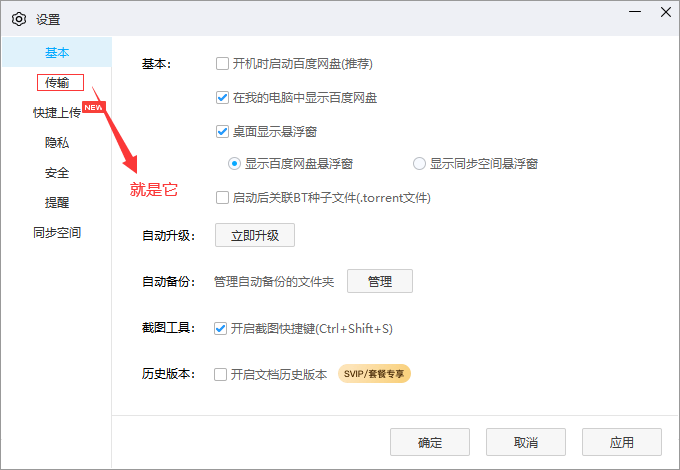 设置
基本
传输
快捷上传 NEW
隐私
安全
提醒
同步空间
就是它
基本：
开机时启动百度网盘(推荐)
在我的电脑中显示百度网盘
桌面显示悬浮窗
显示百度网盘悬浮窗 显示同步空间悬浮窗
启动后关联BT种子文件(.torrent文件)
自动升级： 立即升级
自动备份： 管理自动备份的文件夹 管理
截图工具： 开启截图快捷键(Ctrl+Shift+S)
历史版本： 开启文档历史版本 SVIP/套餐专享
确定 取消 应用